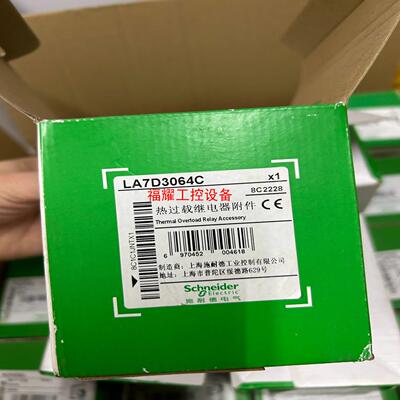 LA7D3064C x1
福耀工控设备 8C2228
热过载继电器附件 CE
Thermal Overload Relay Accessory
8C1C1JNTX1
6 970452 004618
制造商：上海施耐德工业控制有限公司
地 址：上海市普陀区绥德路629号
Schneider
Electric
施耐德电气